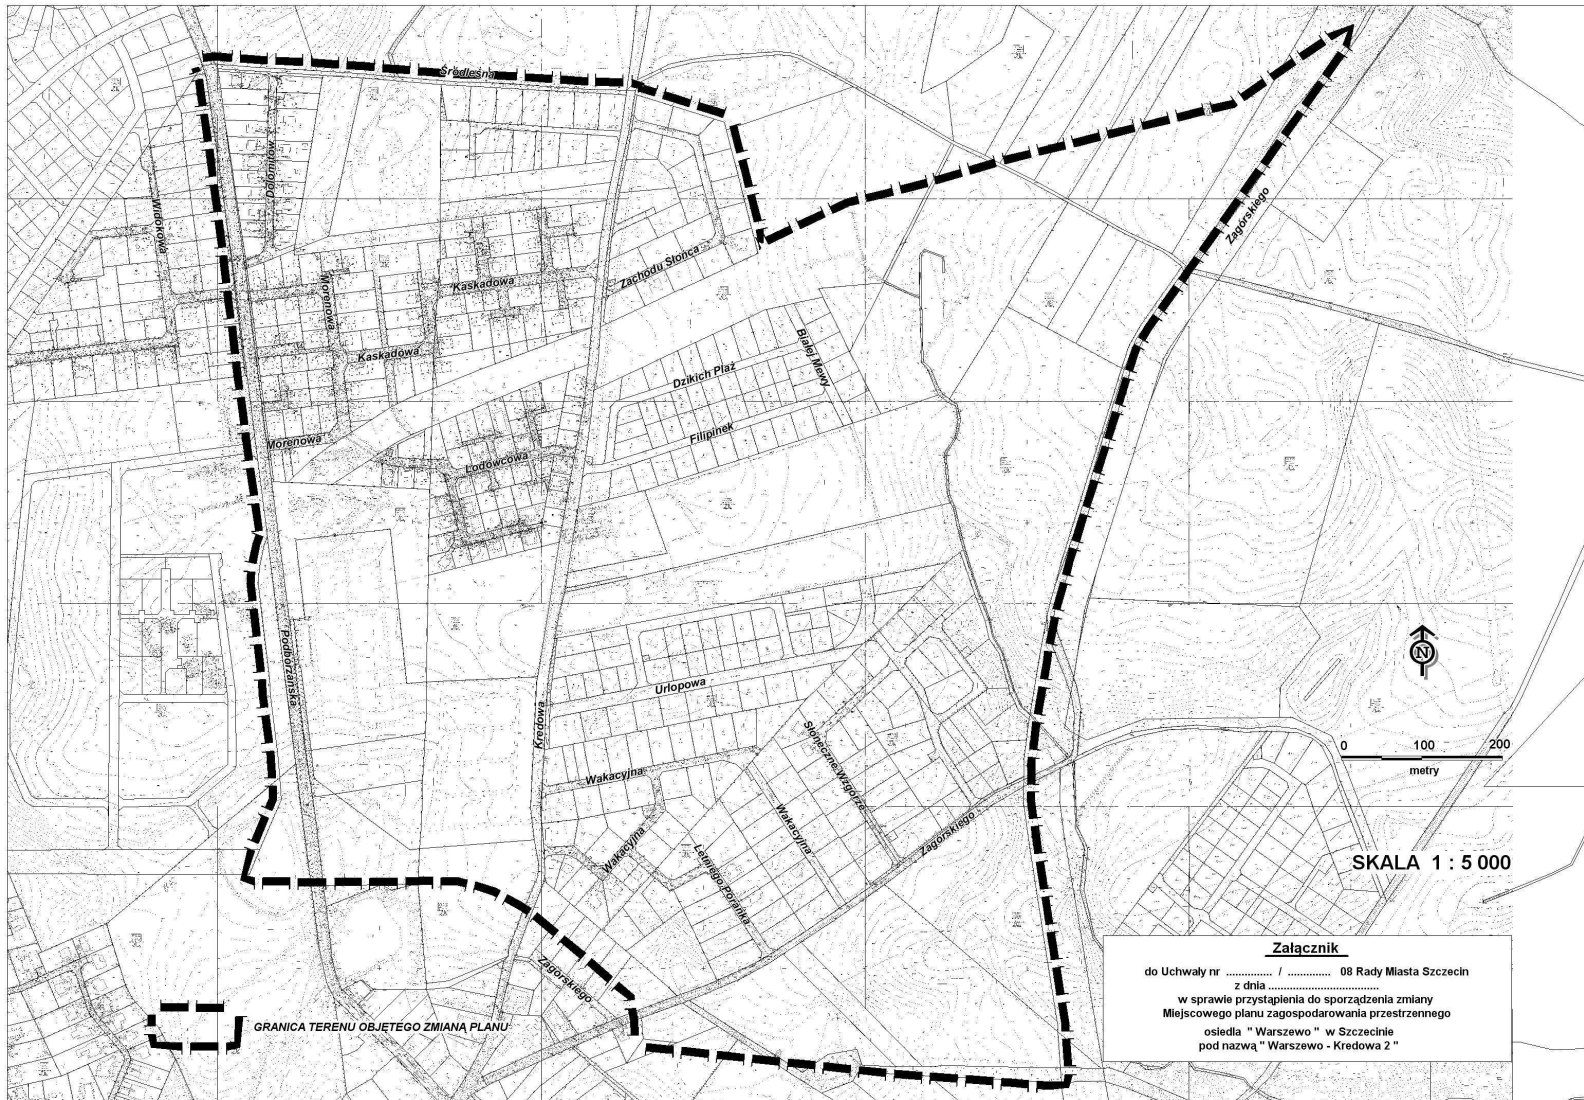 Śródleśna
Dolomitów
Widokowa
Zagórskiego
Zachodu Słońca
Kaskadowa
Morenowa
Kaskadowa
Białej Mewy
Dzikich Plaż
Filipinek
Morenowa
Lodowcowa
Podbórzańska
Urlopowa
Kredowa
Słoneczne Wzgórze
Wakacyjna
Wakacyjna
Wakacyjna
Letniego Poranka
Zagórskiego
Zagórskiego
N
0 100 200
metry
SKALA 1 : 5 000
GRANICA TERENU OBJĘTEGO ZMIANĄ PLANU
Załącznik
do Uchwały nr .............. / ............. 08 Rady Miasta Szczecin
z dnia ..................................
w sprawie przystąpienia do sporządzenia zmiany
Miejscowego planu zagospodarowania przestrzennego
osiedla " Warszewo " w Szczecinie
pod nazwą " Warszewo - Kredowa 2 "